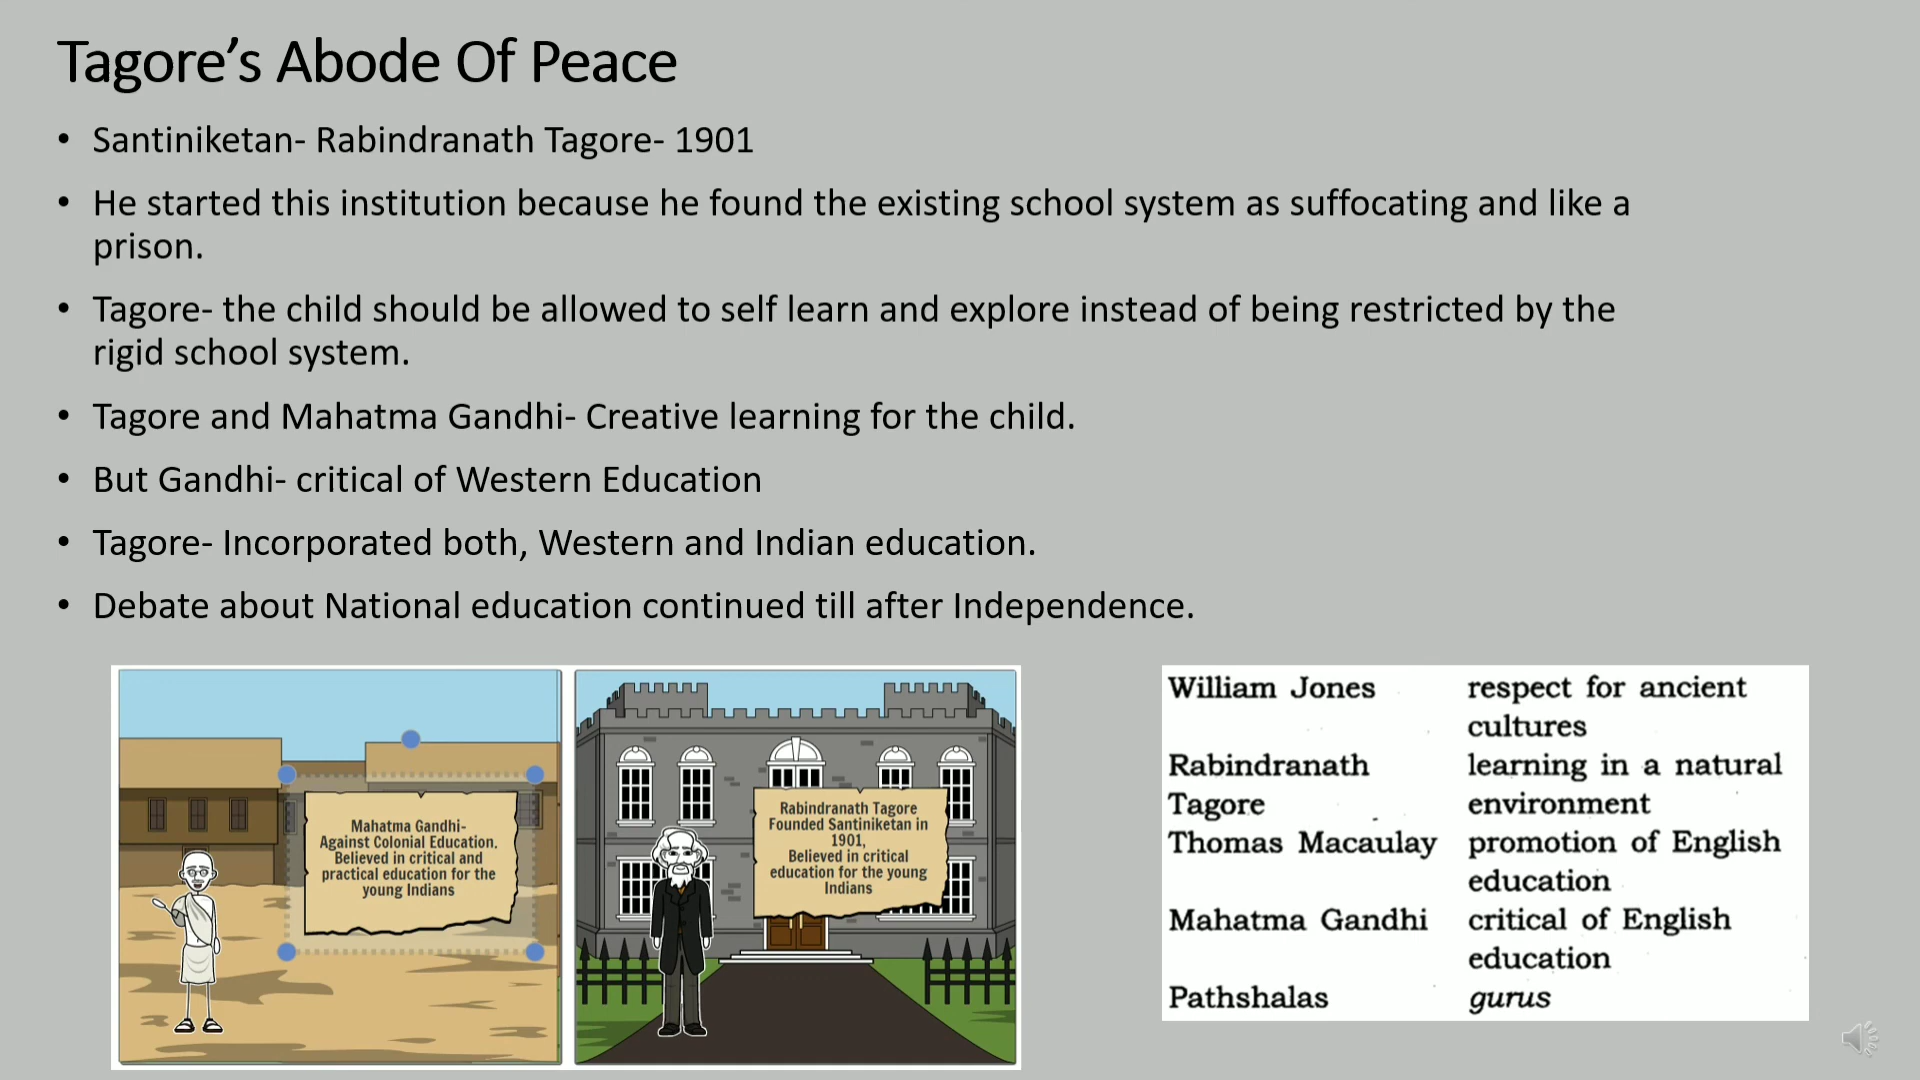 Tagore’s Abode Of Peace
• Santiniketan- Rabindranath Tagore- 1901
• He started this institution because he found the existing school system as suffocating and like a
prison.
• Tagore- the child should be allowed to self learn and explore instead of being restricted by the
rigid school system.
• Tagore and Mahatma Gandhi- Creative learning for the child.
• But Gandhi- critical of Western Education
• Tagore- Incorporated both, Western and Indian education.
• Debate about National education continued till after Independence.
Mahatma Gandhi-
Against Colonial Education.
Believed in critical and
practical education for the
young Indians
Rabindranath Tagore
Founded Santiniketan in
1901,
Believed in critical
education for the young
Indians
William Jones respect for ancient
cultures
Rabindranath learning in a natural
Tagore environment
Thomas Macaulay promotion of English
education
Mahatma Gandhi critical of English
education
Pathshalas gurus